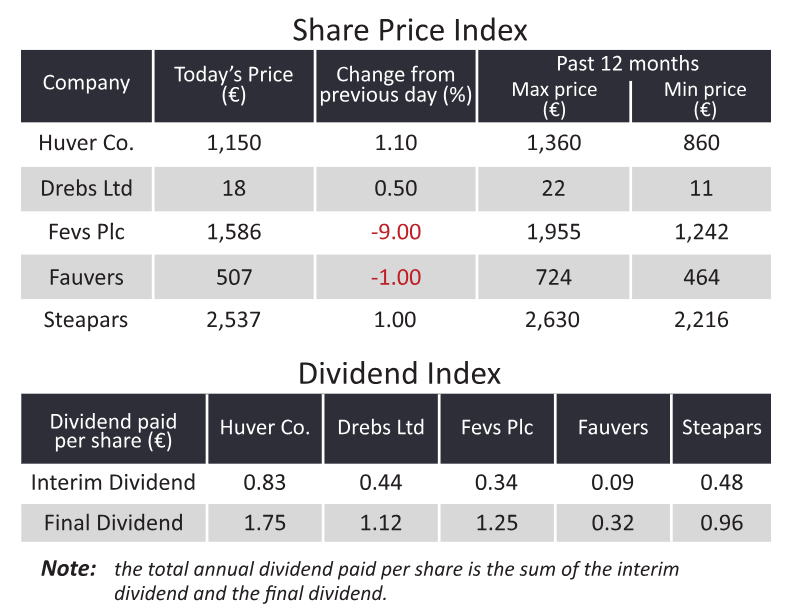 Share Price Index
Company Today's Price (€) Change from previous day (%) Past 12 months Max price (€) Min price (€)
Huver Co. 1,150 1.10 1,360 860
Drebs Ltd 18 0.50 22 11
Fevs Plc 1,586 -9.00 1,955 1,242
Fauvers 507 -1.00 724 464
Steapars 2,537 1.00 2,630 2,216
Dividend Index
Dividend paid per share (€) Huver Co. Drebs Ltd Fevs Plc Fauvers Steapars
Interim Dividend 0.83 0.44 0.34 0.09 0.48
Final Dividend 1.75 1.12 1.25 0.32 0.96
Note: the total annual dividend paid per share is the sum of the interim
dividend and the final dividend.